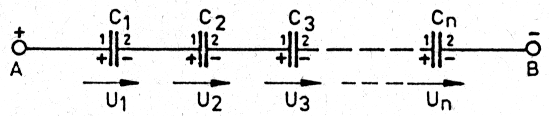 C1 C2 C3 Cn
+ 1 2 1 2 1 2 1 2 -
A + - + - + - + - B
U1 U2 U3 Un